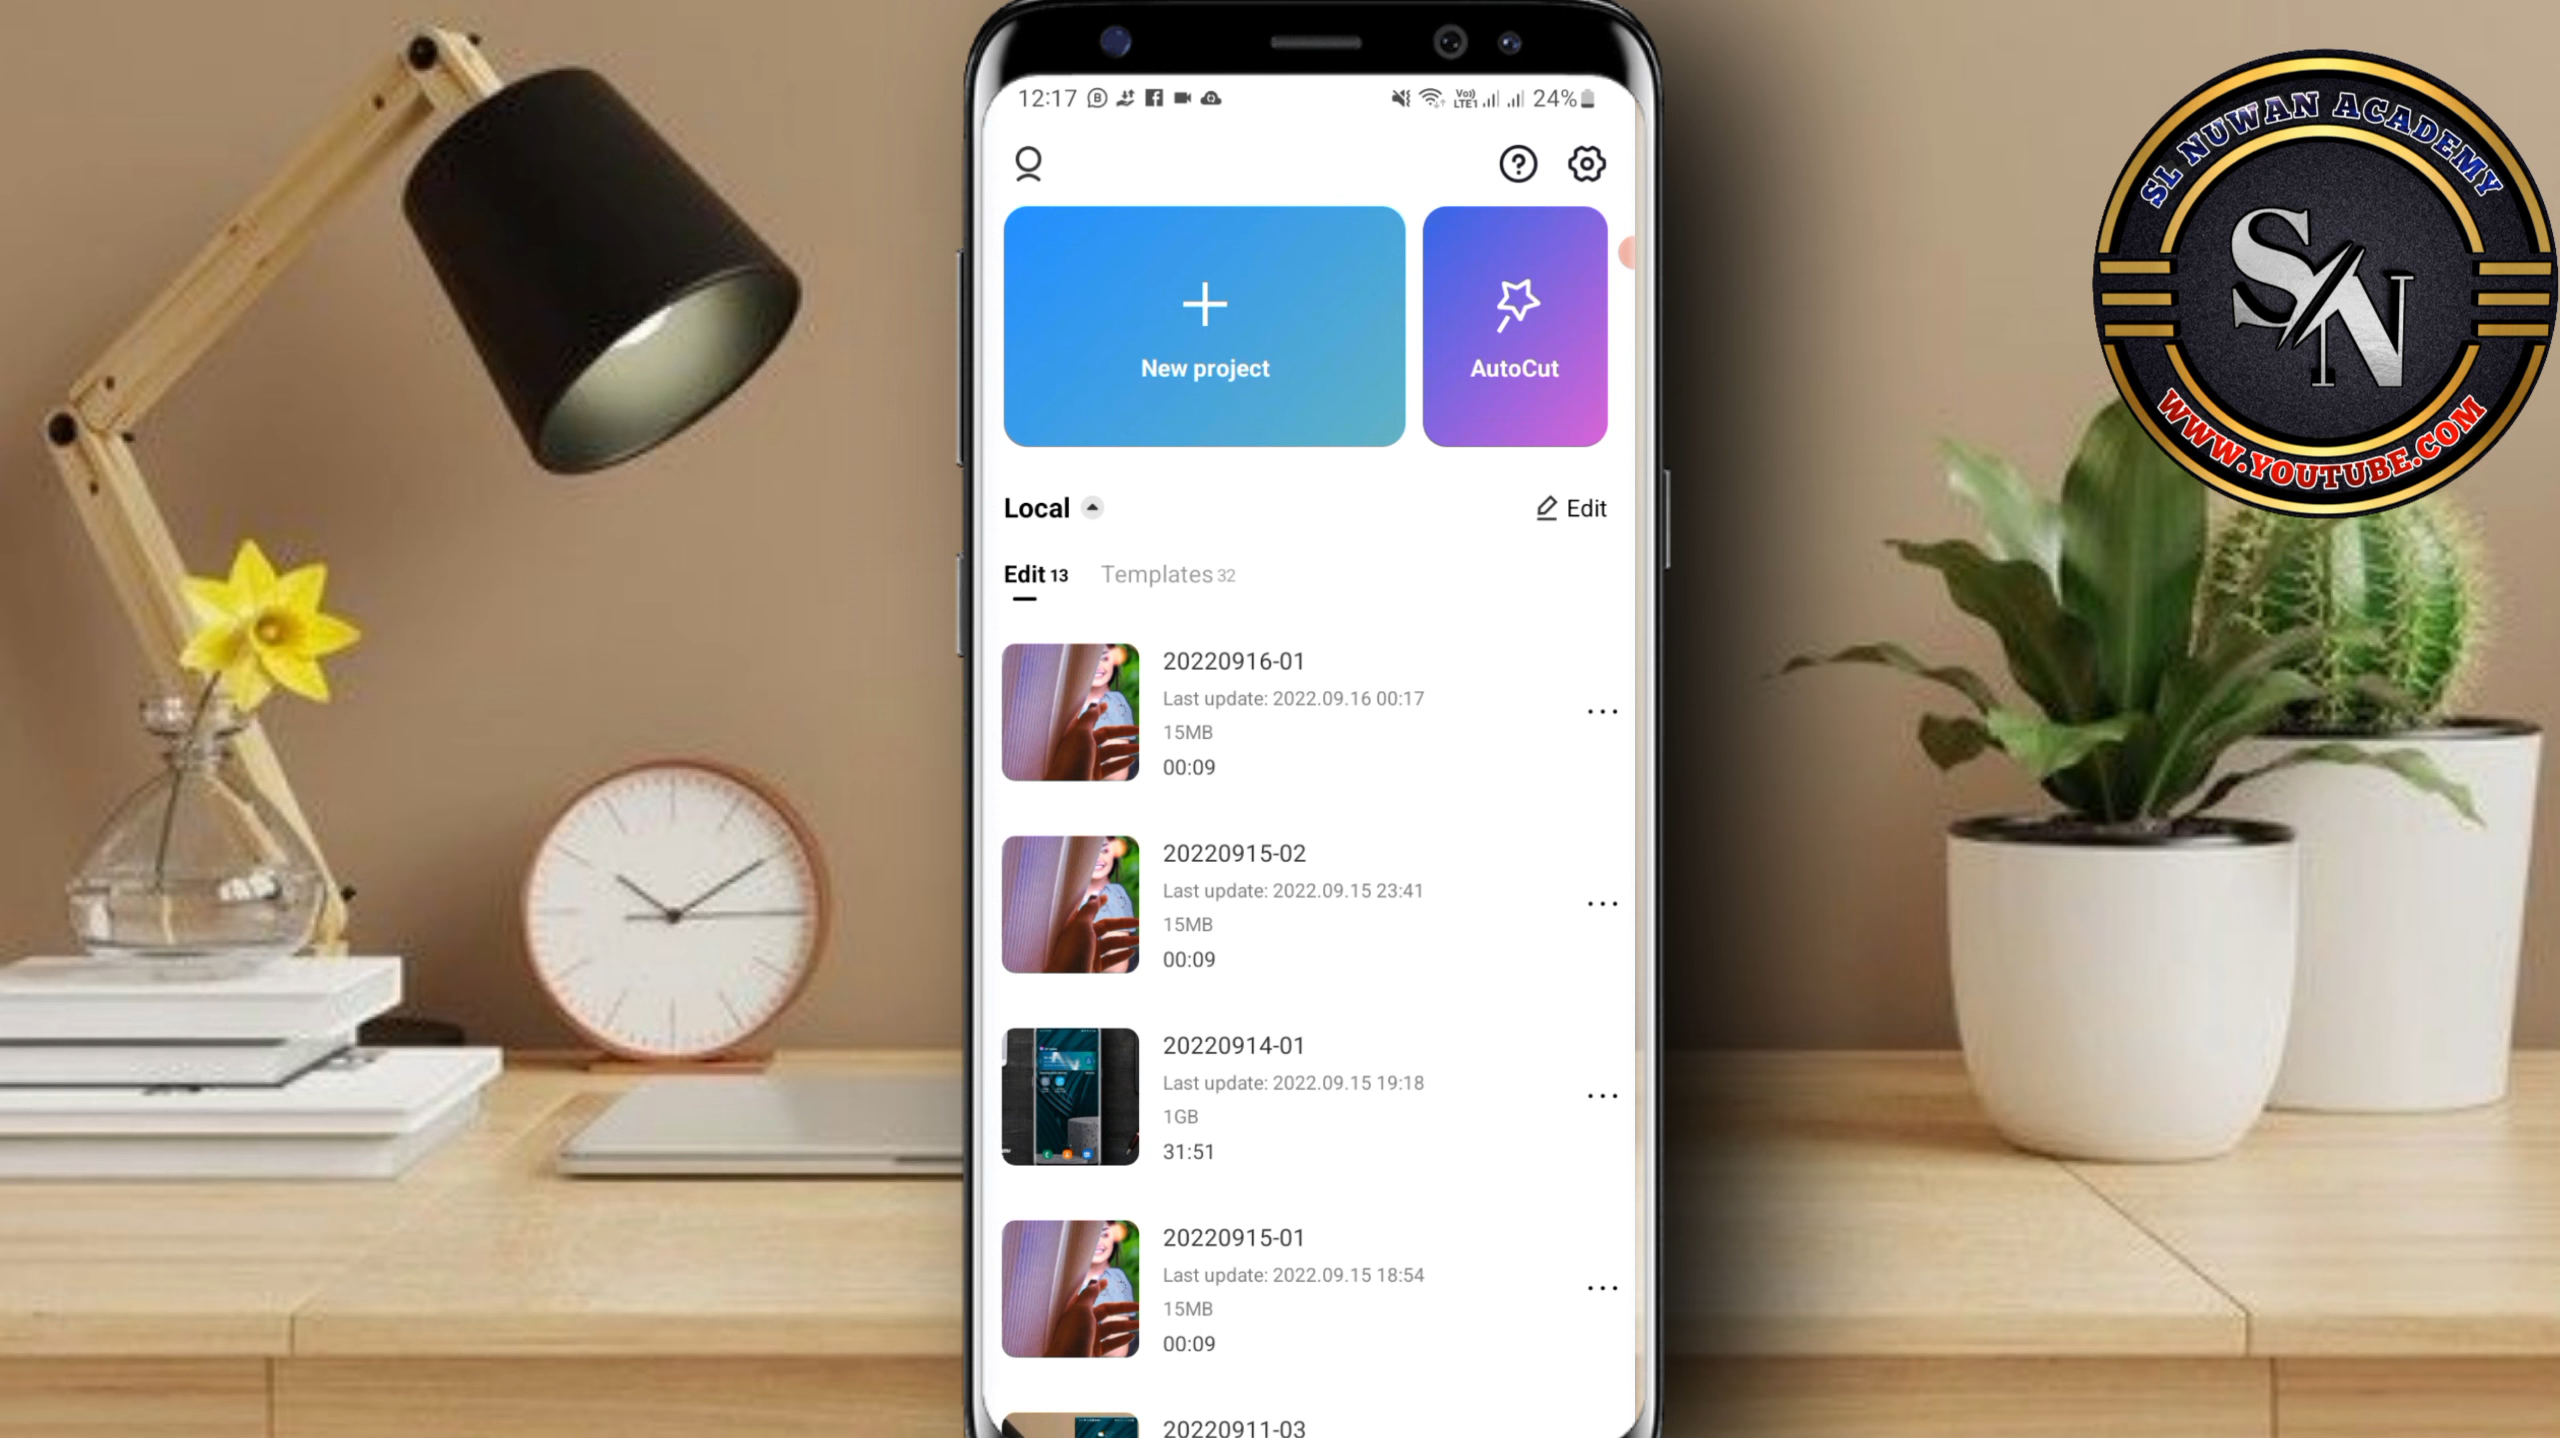 12:17
VoI) LTE1 24%
New project
AutoCut
Local
Edit
Edit 13 Templates 32
20220916-01
Last update: 2022.09.16 00:17
15MB
00:09
20220915-02
Last update: 2022.09.15 23:41
15MB
00:09
20220914-01
Last update: 2022.09.15 19:18
1GB
31:51
20220915-01
Last update: 2022.09.15 18:54
15MB
00:09
20220911-03
SL NUWAN ACADEMY
SN
WWW.YOUTUBE.COM